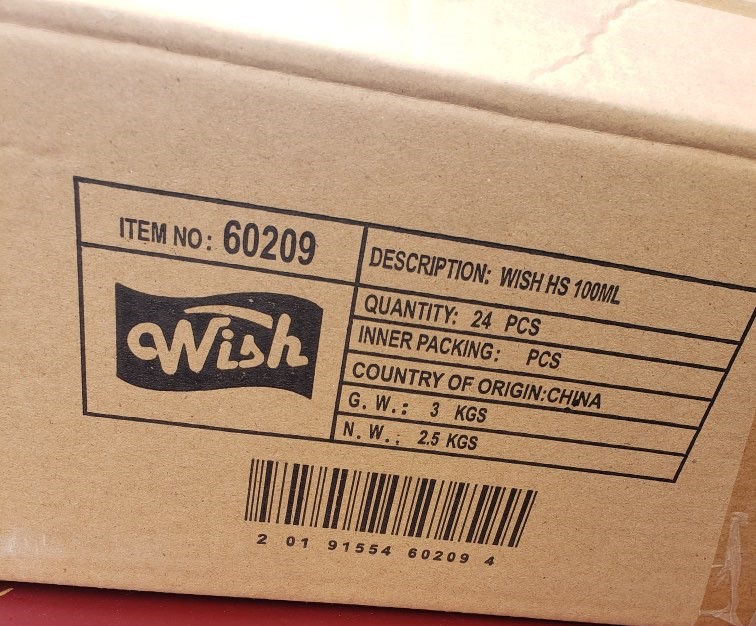 ITEM NO: 60209
Wish
DESCRIPTION: WISH HS 100ML
QUANTITY: 24 PCS
INNER PACKING: PCS
COUNTRY OF ORIGIN:CHINA
G. W.: 3 KGS
N. W.: 2.5 KGS
2 01 91554 60209 4